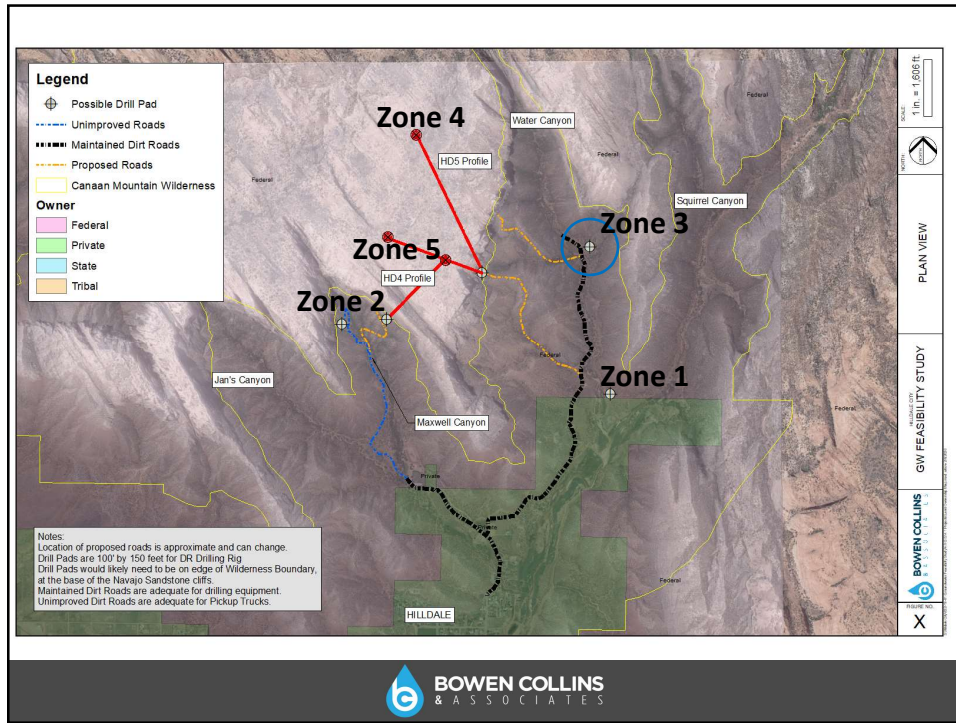 Legend
Possible Drill Pad
Unimproved Roads
Maintained Dirt Roads
Proposed Roads
Canaan Mountain Wilderness
Owner
Federal
Private
State
Tribal
Zone 4
HD5 Profile
Water Canyon
Federal
Federal
Federal
Squirrel Canyon
Zone 3
Zone 5
HD4 Profile
Zone 2
Jan's Canyon
Federal
Zone 1
Federal
Maxwell Canyon
Private
Federal
HILLDALE
Notes:
Location of proposed roads is approximate and can change.
Drill Pads are 100' by 150 feet for DR Drilling Rig
Drill Pads would likely need to be on edge of Wilderness Boundary,
at the base of the Navajo Sandstone cliffs.
Maintained Dirt Roads are adequate for drilling equipment.
Unimproved Dirt Roads are adequate for Pickup Trucks.
SCALE:
1 in. = 1,606 ft.
NORTH:
PLAN VIEW
HILLDALE CITY
GW FEASIBILITY STUDY
BOWEN COLLINS
FIGURE NO.
X
BOWEN COLLINS
& ASSOCIATES